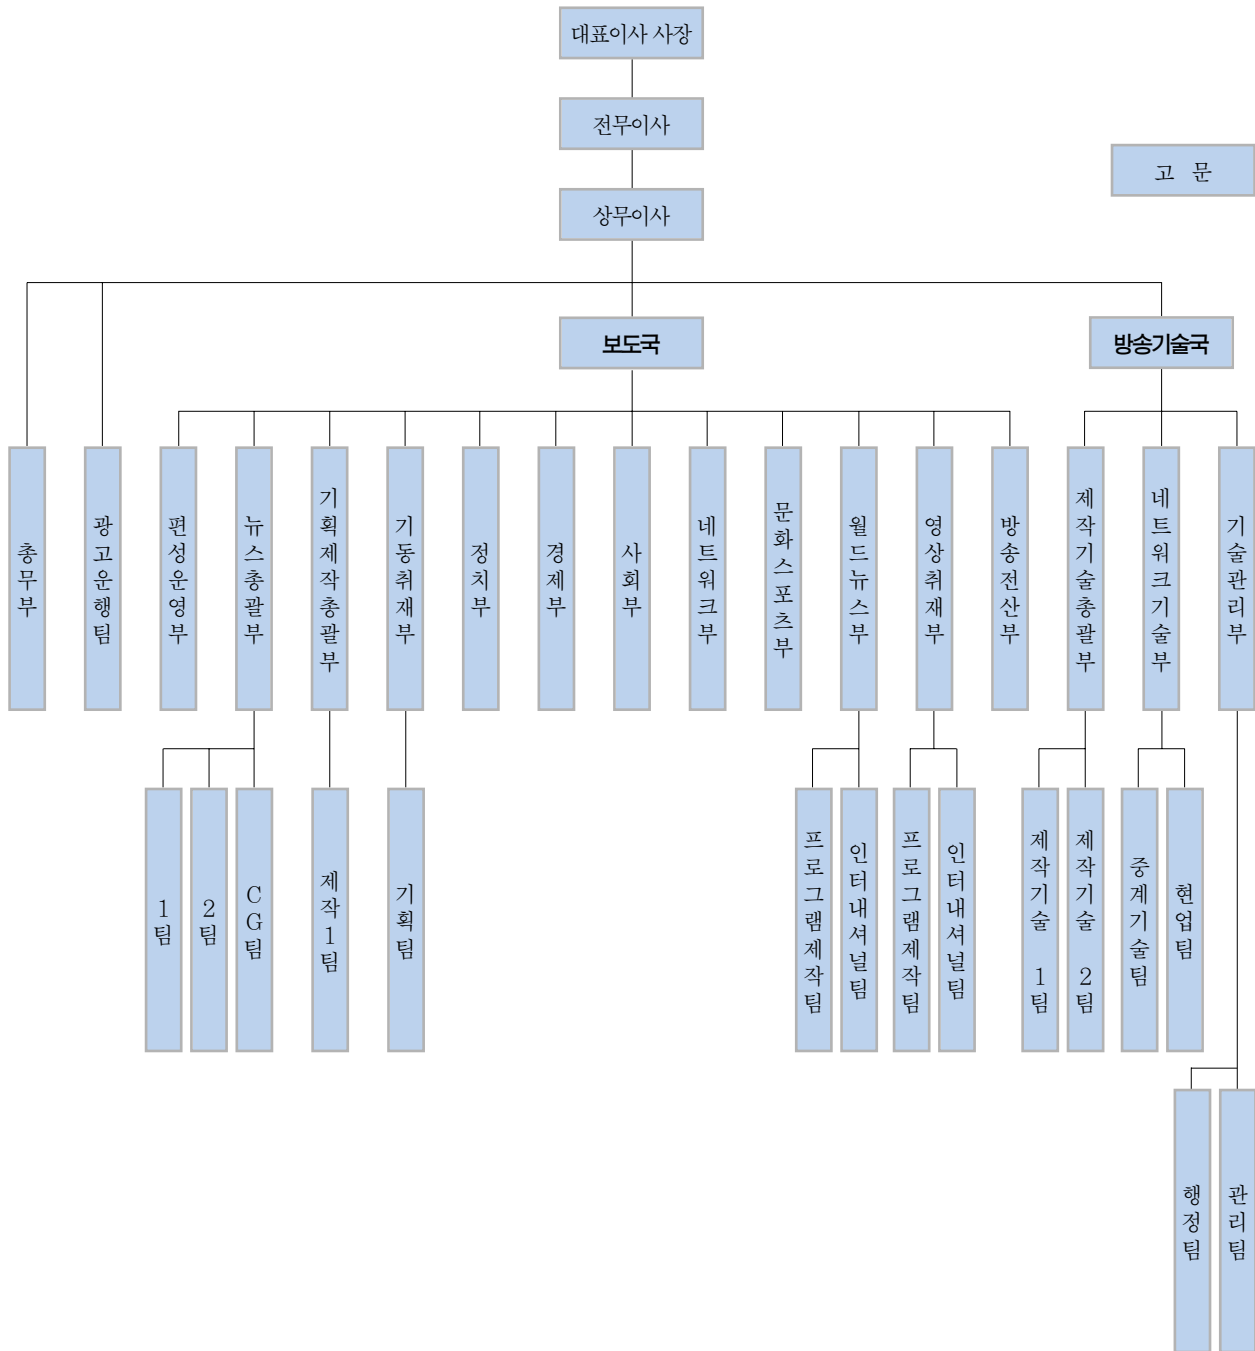 대표이사 사장
전무이사
고 문
상무이사
보도국
방송기술국
총무부
광고운행팀
편성운영부
뉴스총괄부
기획제작총괄부
기동취재부
정치부
경제부
사회부
네트워크부
문화스포츠부
월드뉴스부
영상취재부
방송전산부
제작기술총괄부
네트워크기술부
기술관리부
1팀
2팀
CG팀
제작1팀
기획팀
프로그램제작팀
인터내셔널팀
프로그램제작팀
인터내셔널팀
제작기술 1팀
제작기술 2팀
중계기술팀
현업팀
행정팀
관리팀